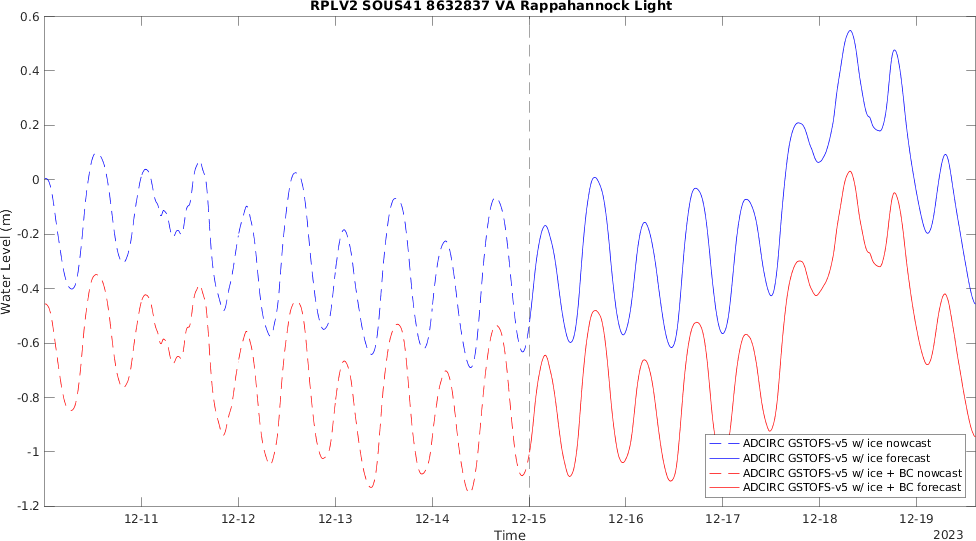 RPLV2 SOUS41 8632837 VA Rappahannock Light
0.6
0.4
0.2
0
-0.2
-0.4
-0.6
-0.8
-1
-1.2
Water Level (m)
12-11
12-12
12-13
12-14
12-15
12-16
12-17
12-18
12-19
Time
2023
ADCIRC GSTOFS-v5 w/ ice nowcast
ADCIRC GSTOFS-v5 w/ ice forecast
ADCIRC GSTOFS-v5 w/ ice + BC nowcast
ADCIRC GSTOFS-v5 w/ ice + BC forecast